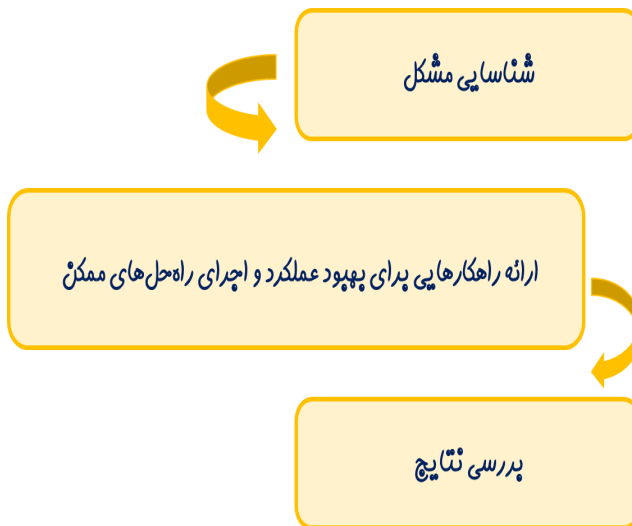 شناسایی مشکل
ارائه راهکارهایی برای بهبود عملکرد و اجرای راه‌حل‌های ممکن
بررسی نتایج